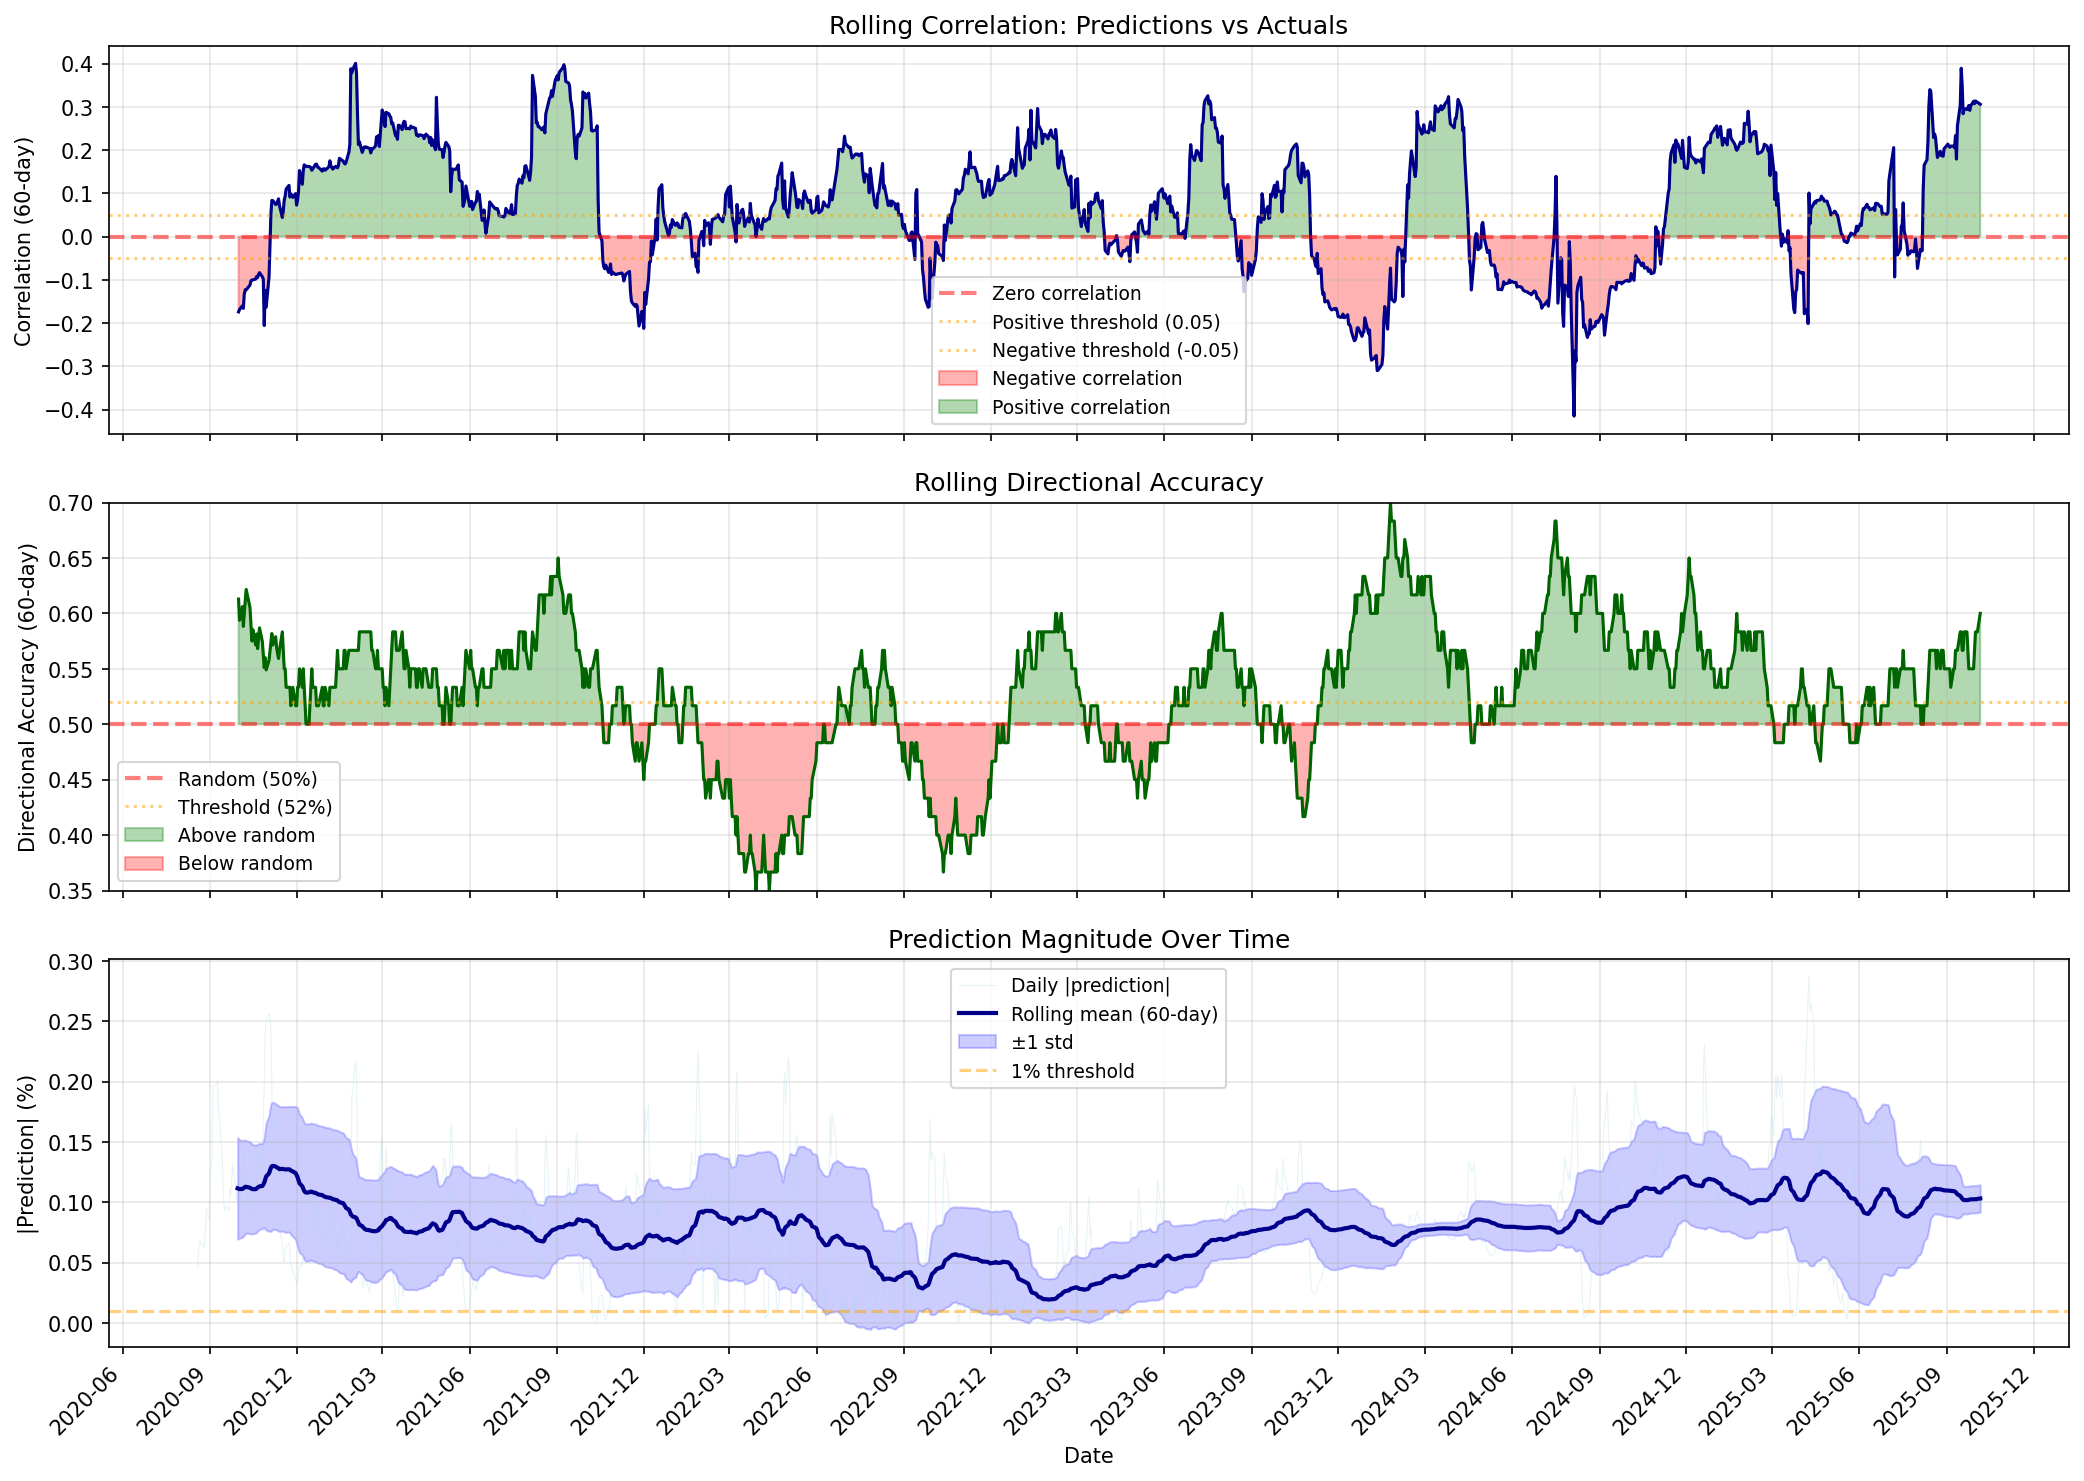 Rolling Correlation: Predictions vs Actuals
Correlation (60-day)
0.4
0.3
0.2
0.1
0.0
−0.1
−0.2
−0.3
−0.4
Zero correlation
Positive threshold (0.05)
Negative threshold (-0.05)
Negative correlation
Positive correlation
Rolling Directional Accuracy
Directional Accuracy (60-day)
0.70
0.65
0.60
0.55
0.50
0.45
0.40
0.35
Random (50%)
Threshold (52%)
Above random
Below random
Prediction Magnitude Over Time
|Prediction| (%)
0.30
0.25
0.20
0.15
0.10
0.05
0.00
Daily |prediction|
Rolling mean (60-day)
±1 std
1% threshold
2020-06
2020-09
2020-12
2021-03
2021-06
2021-09
2021-12
2022-03
2022-06
2022-09
2022-12
2023-03
2023-06
2023-09
2023-12
2024-03
2024-06
2024-09
2024-12
2025-03
2025-06
2025-09
2025-12
Date